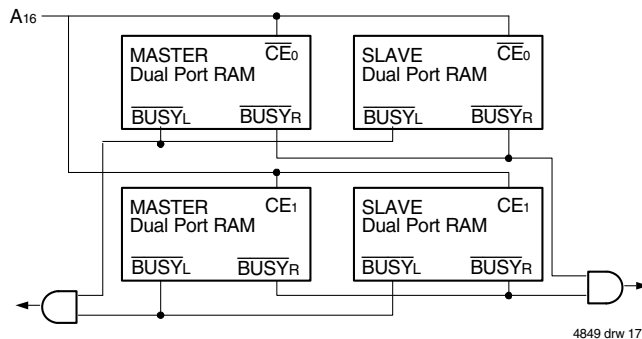 A16
MASTER CE0
Dual Port RAM
BUSYL BUSYR
SLAVE CE0
Dual Port RAM
BUSYL BUSYR
MASTER CE1
Dual Port RAM
BUSYL BUSYR
SLAVE CE1
Dual Port RAM
BUSYL BUSYR
4849 drw 17